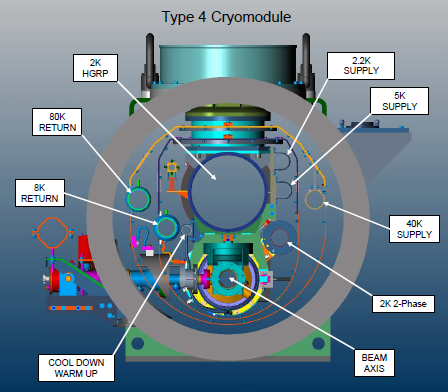 Type 4 Cryomodule
2K
HGRP
2.2K
SUPPLY
5K
SUPPLY
80K
RETURN
8K
RETURN
40K
SUPPLY
2K 2-Phase
COOL DOWN
WARM UP
BEAM
AXIS